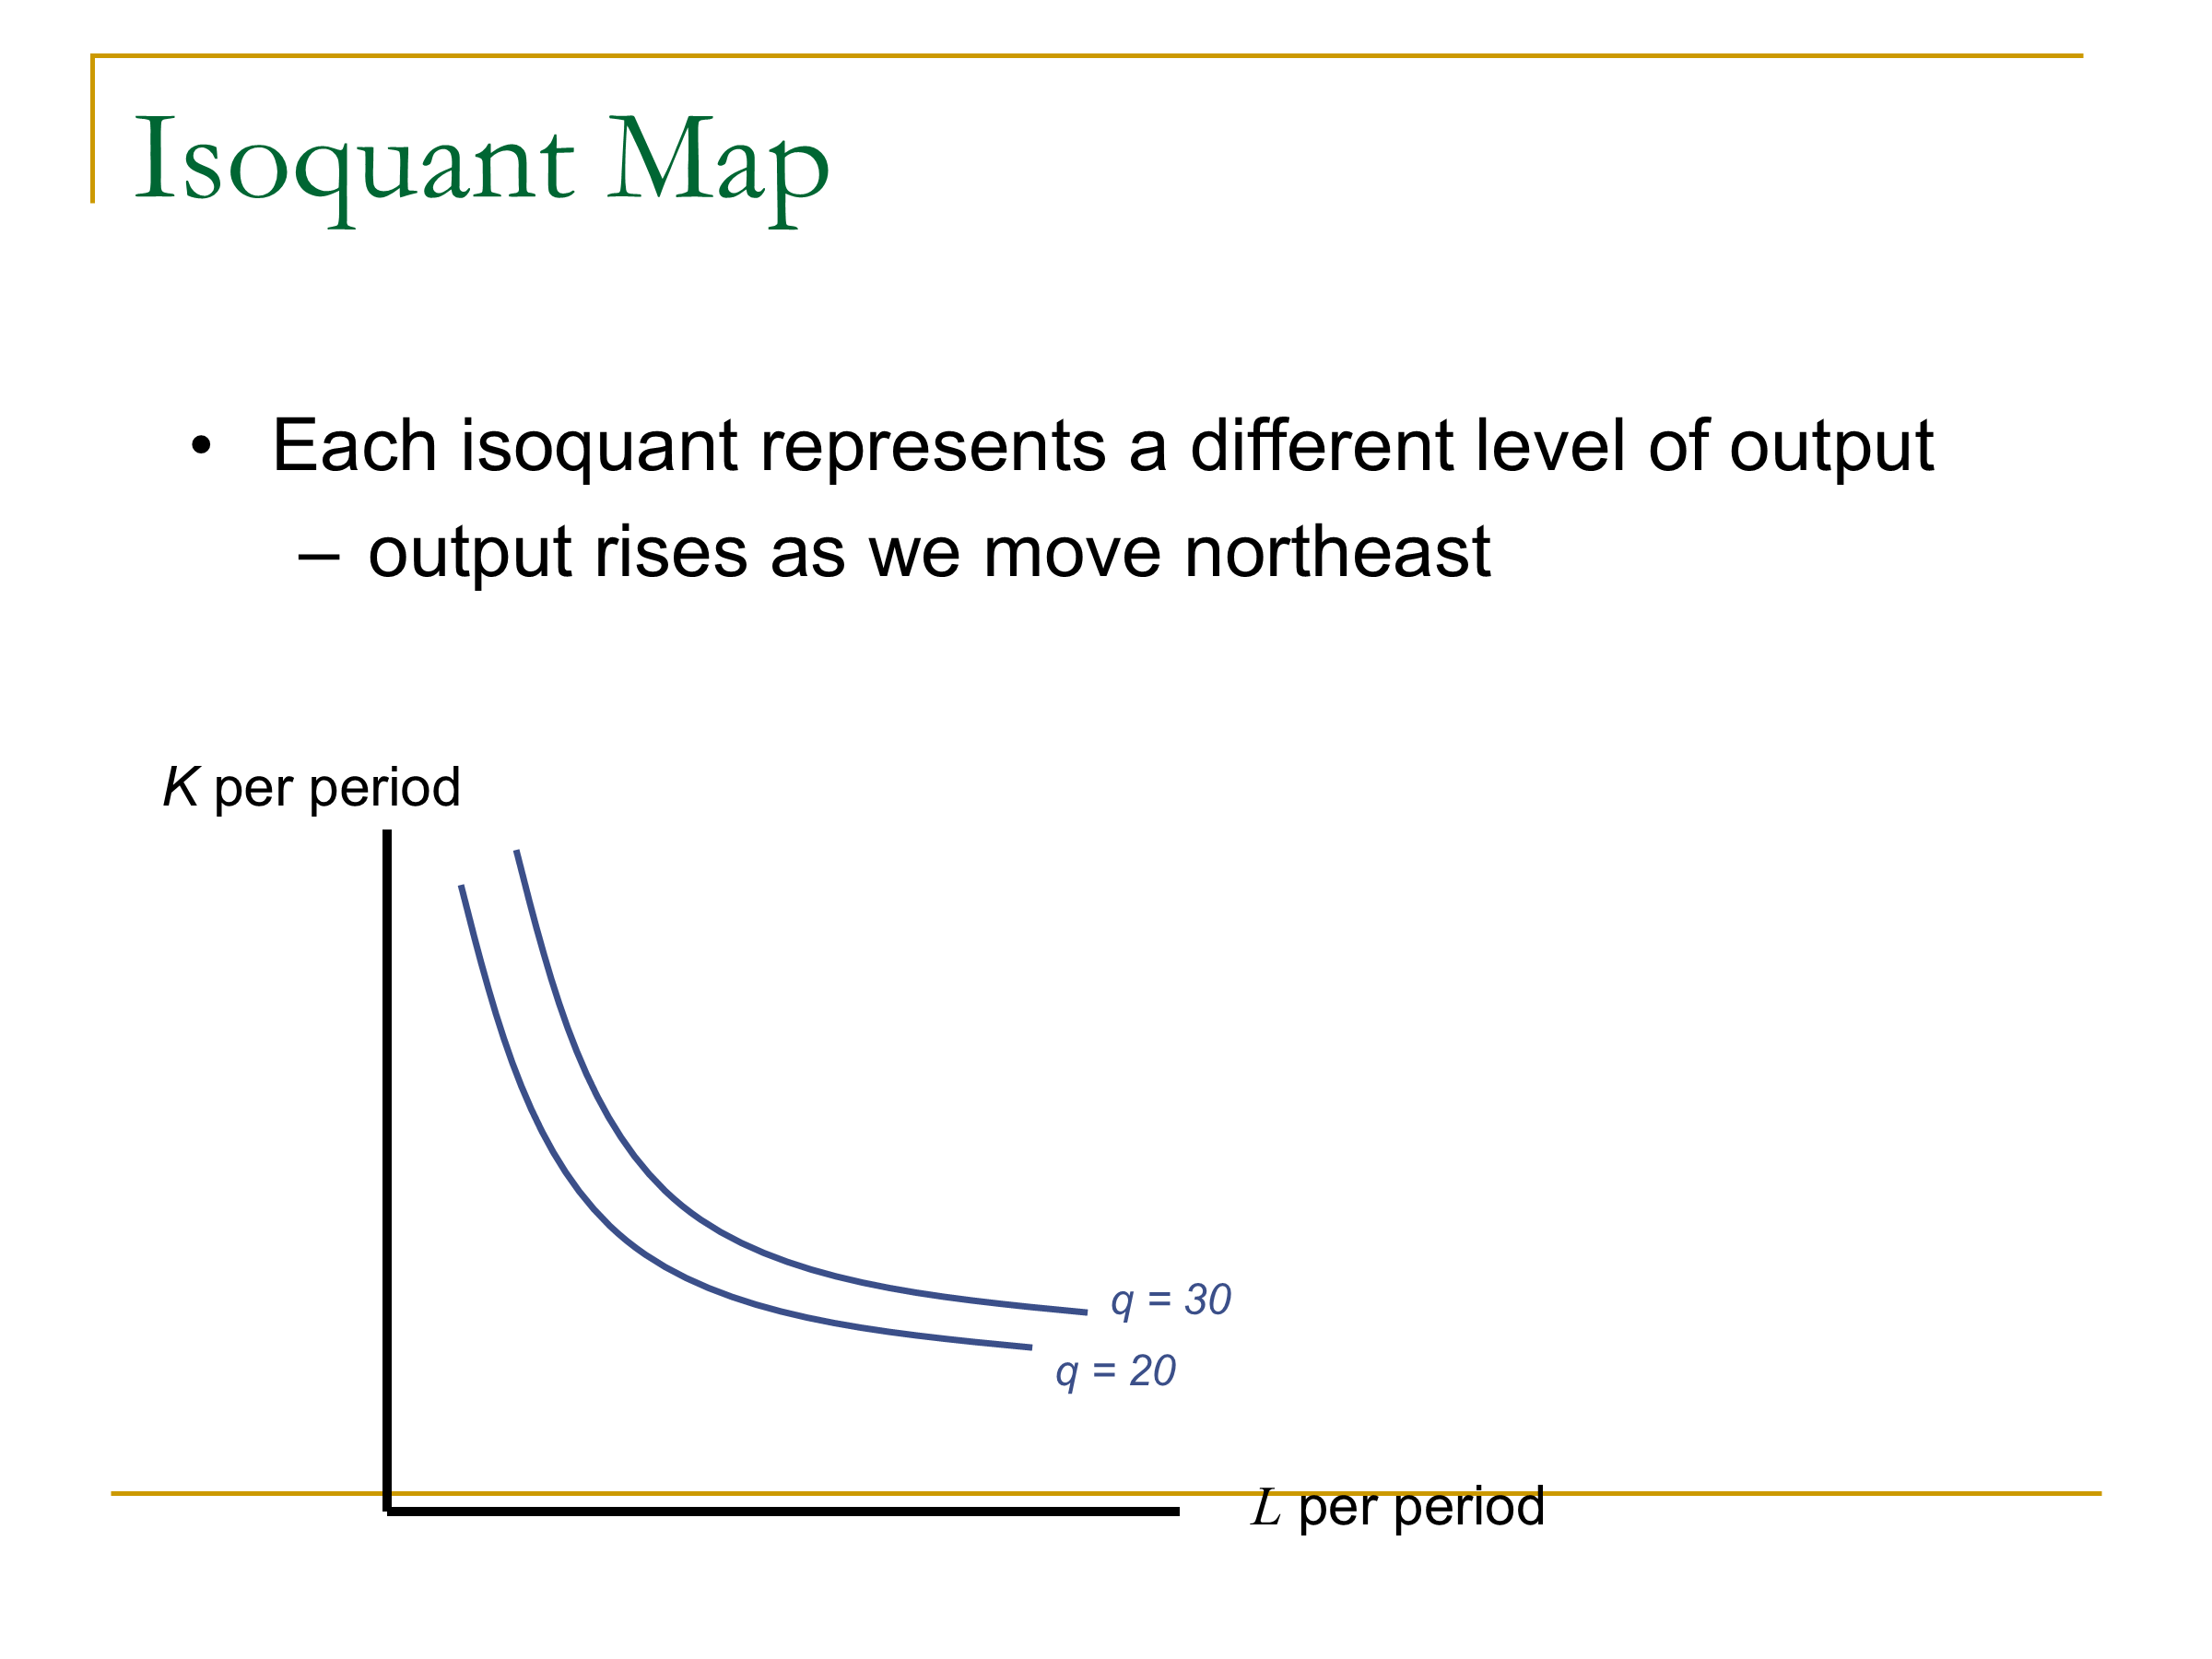 Isoquant Map
• Each isoquant represents a different level of output
– output rises as we move northeast
K per period
q = 30
q = 20
L per period